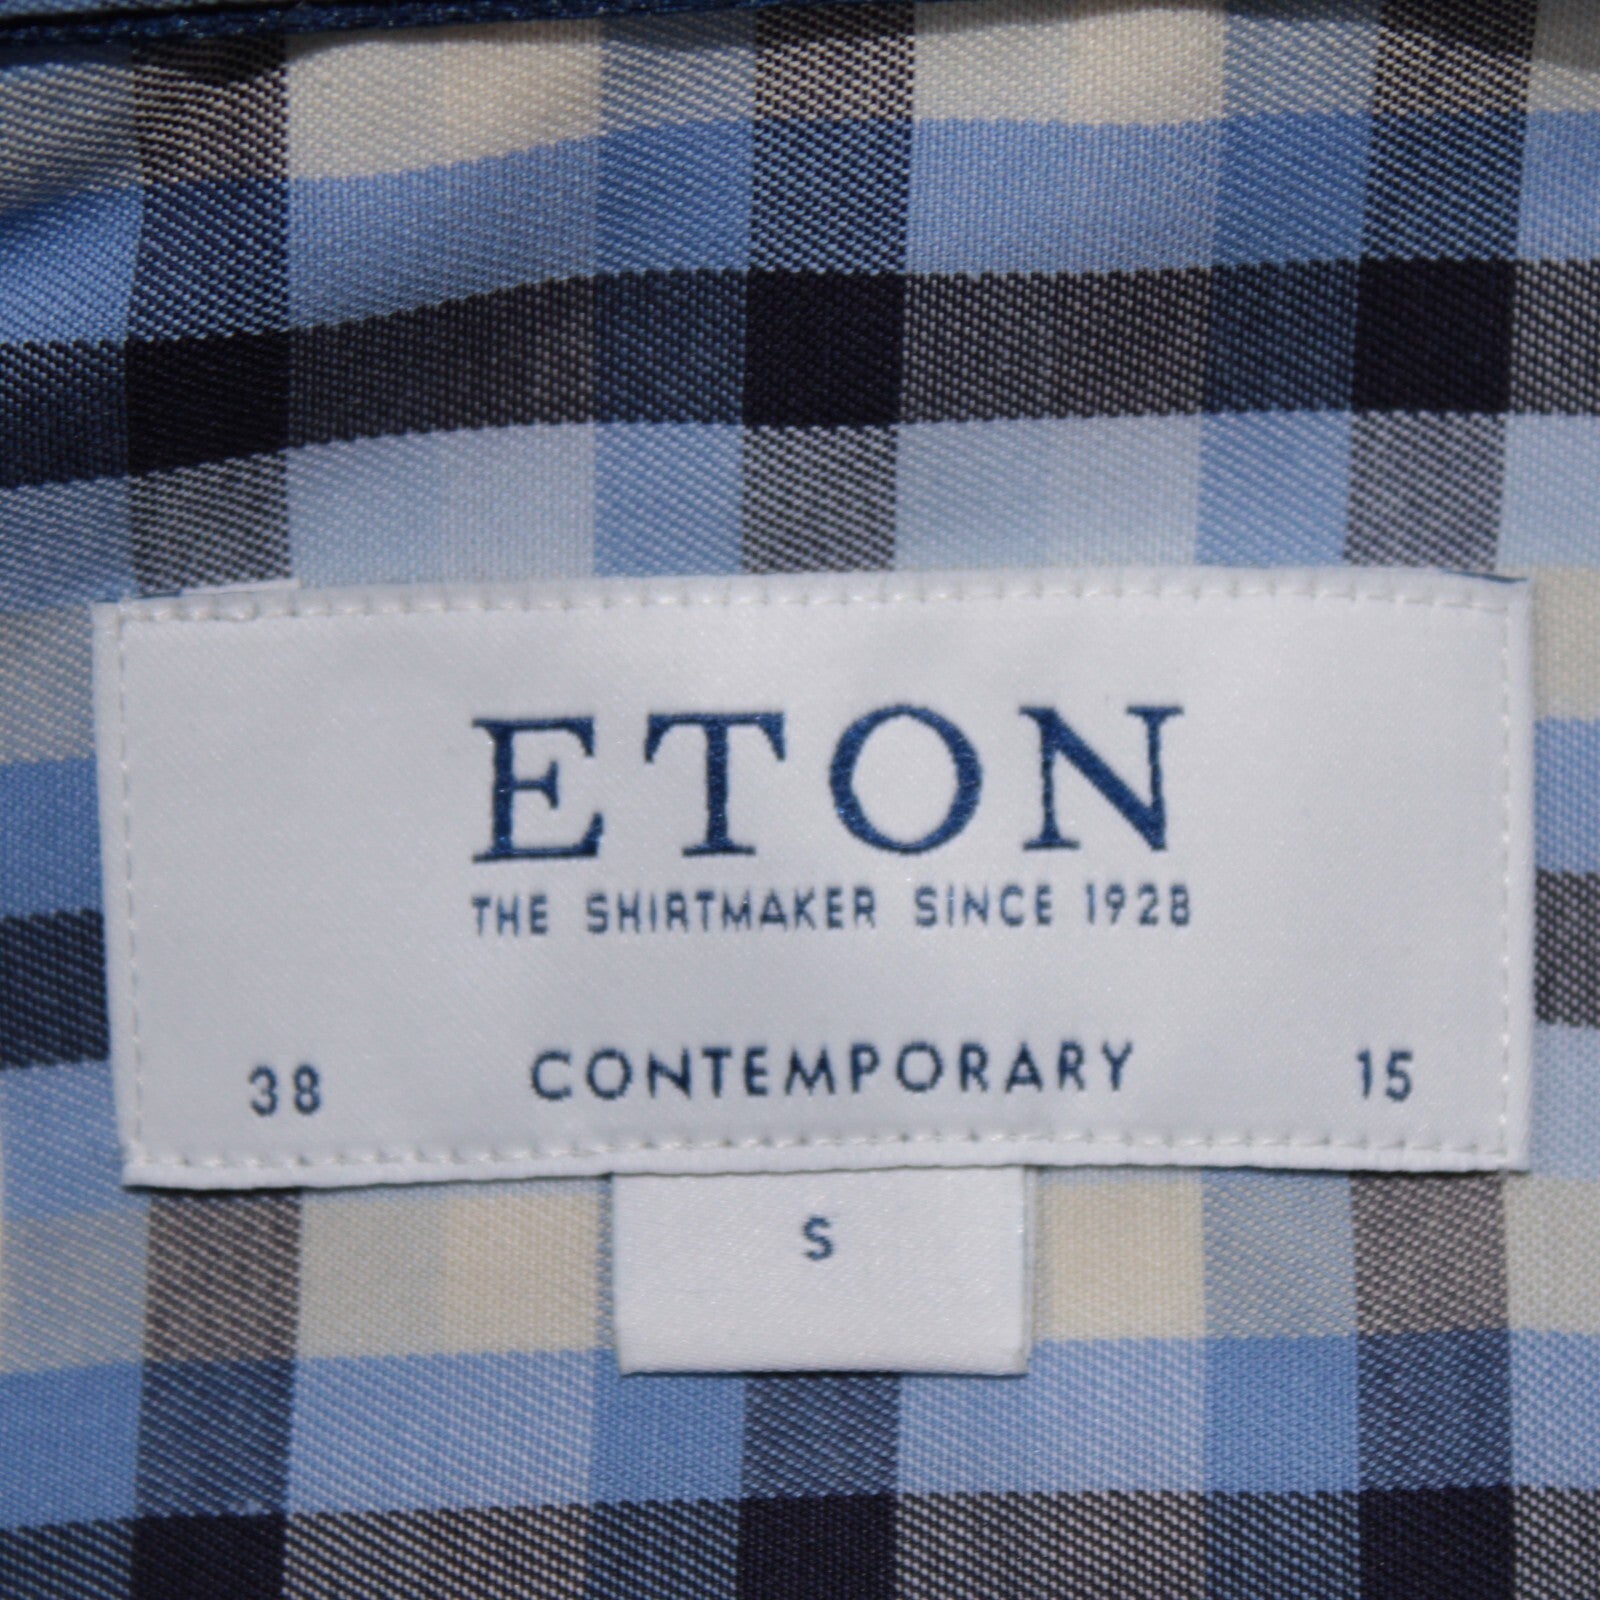 ETON
THE SHIRTMAKER SINCE 1928
38 CONTEMPORARY 15
S